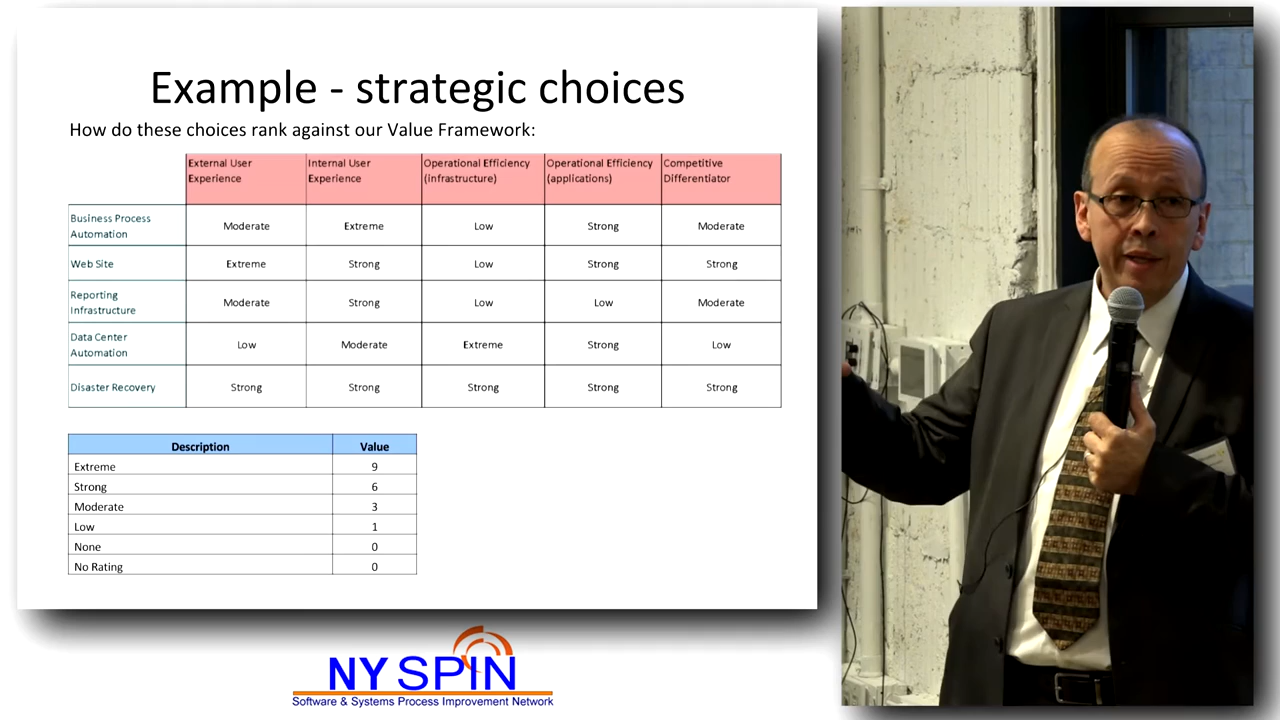 Example - strategic choices
How do these choices rank against our Value Framework:
External User Experience
Internal User Experience
Operational Efficiency (infrastructure)
Operational Efficiency (applications)
Competitive Differentiator
Business Process Automation
Moderate
Extreme
Low
Strong
Moderate
Web Site
Extreme
Strong
Low
Strong
Strong
Reporting Infrastructure
Moderate
Strong
Low
Low
Moderate
Data Center Automation
Low
Moderate
Extreme
Strong
Low
Disaster Recovery
Strong
Strong
Strong
Strong
Strong
Description Value
Extreme 9
Strong 6
Moderate 3
Low 1
None 0
No Rating 0
NY SPIN
Software & Systems Process Improvement Network